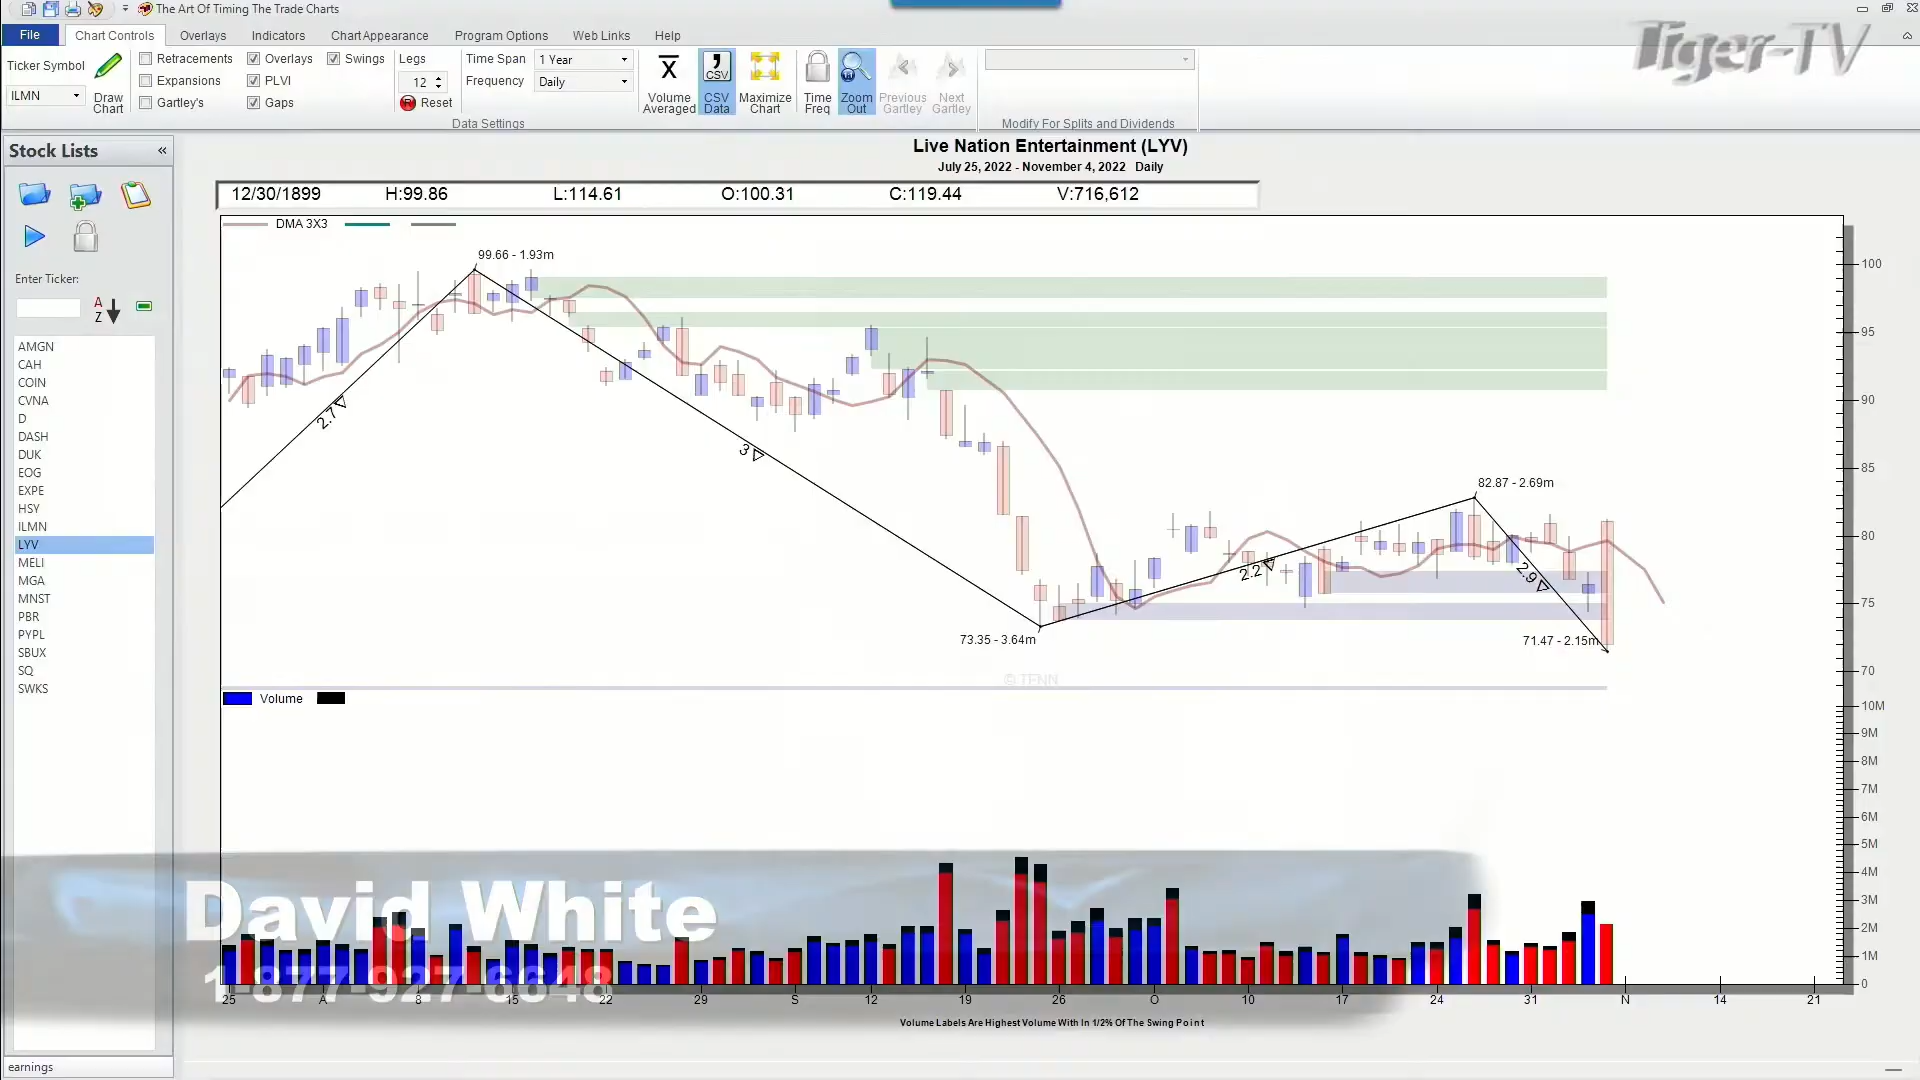 The Art Of Timing The Trade Charts
File
Chart Controls
Overlays
Indicators
Chart Appearance
Program Options
Web Links
Help
Ticker Symbol
ILMN
Draw Chart
Retracements
Expansions
Gartley's
Overlays
PLVI
Gaps
Swings
Legs
12
Reset
Time Span
1 Year
Frequency
Daily
Data Settings
Volume Averaged
CSV Data
Maximize Chart
Time Freq
Zoom Out
Previous Gartley
Next Gartley
Modify For Splits and Dividends
Tiger-TV
Stock Lists
Enter Ticker:
AMGN
CAH
COIN
CVNA
D
DASH
DUK
EOG
EXPE
HSY
ILMN
LYV
MELI
MGA
MNST
PBR
PYPL
SBUX
SQ
SWKS
earnings
Live Nation Entertainment (LYV)
July 25, 2022 - November 4, 2022 Daily
12/30/1899 H:99.86 L:114.61 O:100.31 C:119.44 V:716,612
DMA 3X3
99.66 - 1.93m
2.7
3
73.35 - 3.64m
2.2
82.87 - 2.69m
2.9
71.47 - 2.15m
© TFNN
100
95
90
85
80
75
70
Volume
10M
9M
8M
7M
6M
5M
4M
3M
2M
1M
0
David White
1.877.927.6648
25 A 8 15 22 29 S 12 19 26 O 10 17 24 31 N 14 21
Volume Labels Are Highest Volume With In 1/2% Of The Swing Point